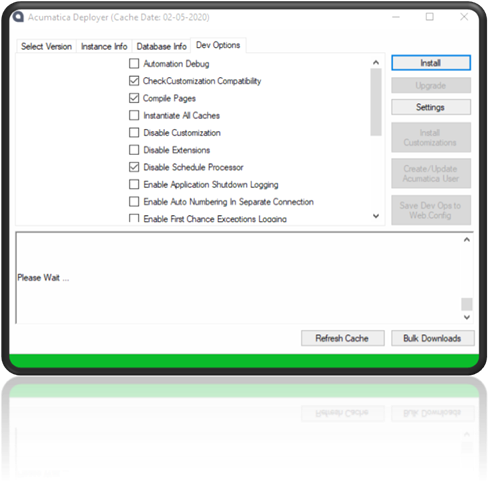 Acumatica Deployer (Cache Date: 02-05-2020)
Select Version Instance Info Database Info Dev Options
Automation Debug
CheckCustomization Compatibility
Compile Pages
Instantiate All Caches
Disable Customization
Disable Extensions
Disable Schedule Processor
Enable Application Shutdown Logging
Enable Auto Numbering In Separate Connection
Enable First Chance Exceptions Logging
Install
Upgrade
Settings
Install
Customizations
Create/Update
Acumatica User
Save Dev Ops to
Web Config
Please Wait ...
Refresh Cache Bulk Downloads